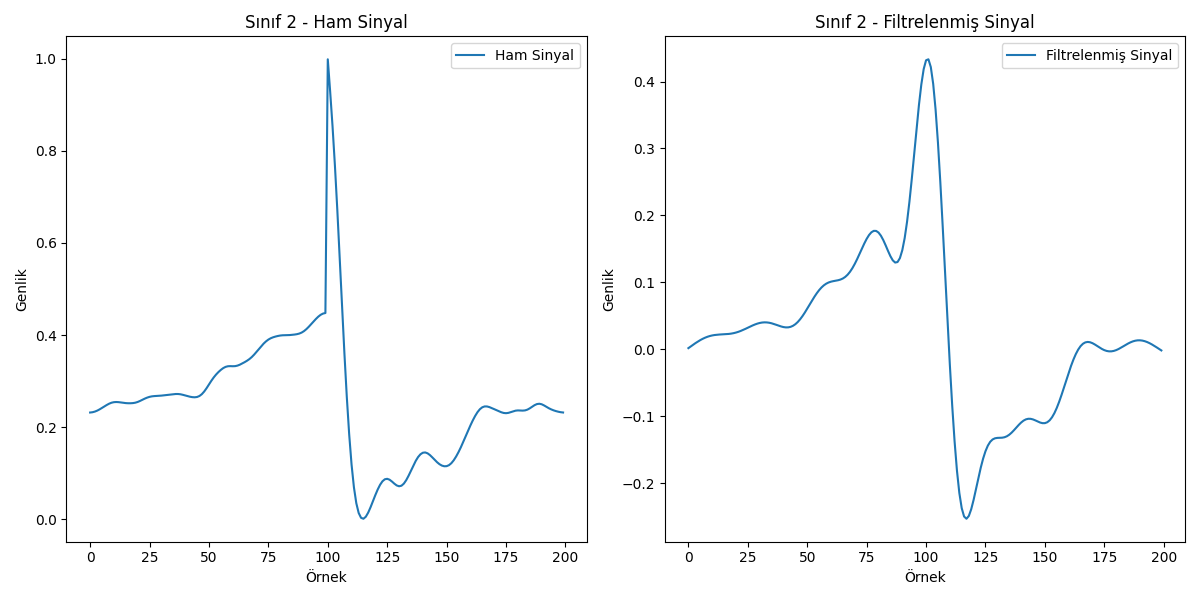 Sınıf 2 - Ham Sinyal
Ham Sinyal
Genlik
1.0
0.8
0.6
0.4
0.2
0.0
0 25 50 75 100 125 150 175 200
Örnek
Sınıf 2 - Filtrelenmiş Sinyal
Filtrelenmiş Sinyal
Genlik
0.4
0.3
0.2
0.1
0.0
−0.1
−0.2
0 25 50 75 100 125 150 175 200
Örnek